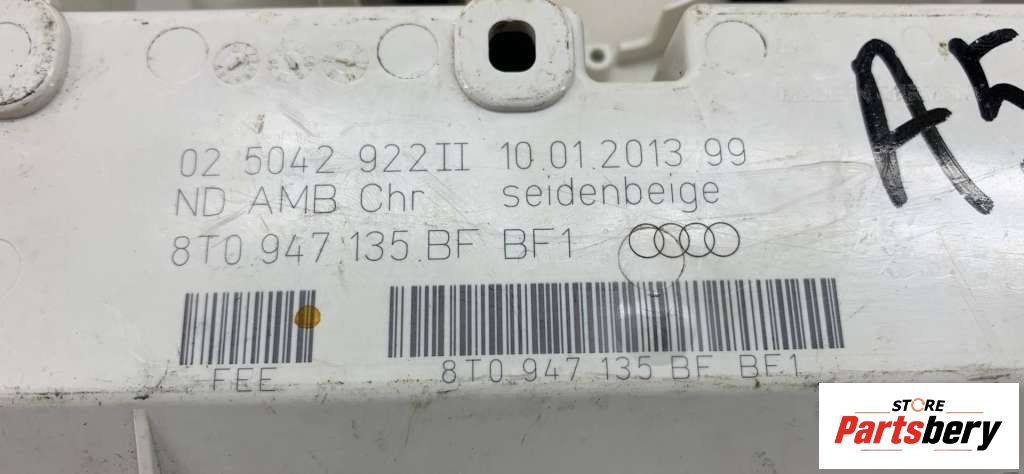 A5
02 5042 922II 10.01.2013 99
ND AMB Chr seidenbeige
8T0 947 135 BF BF1
FEE
8T0 947 135 BF BF1
STORE
Partsbery